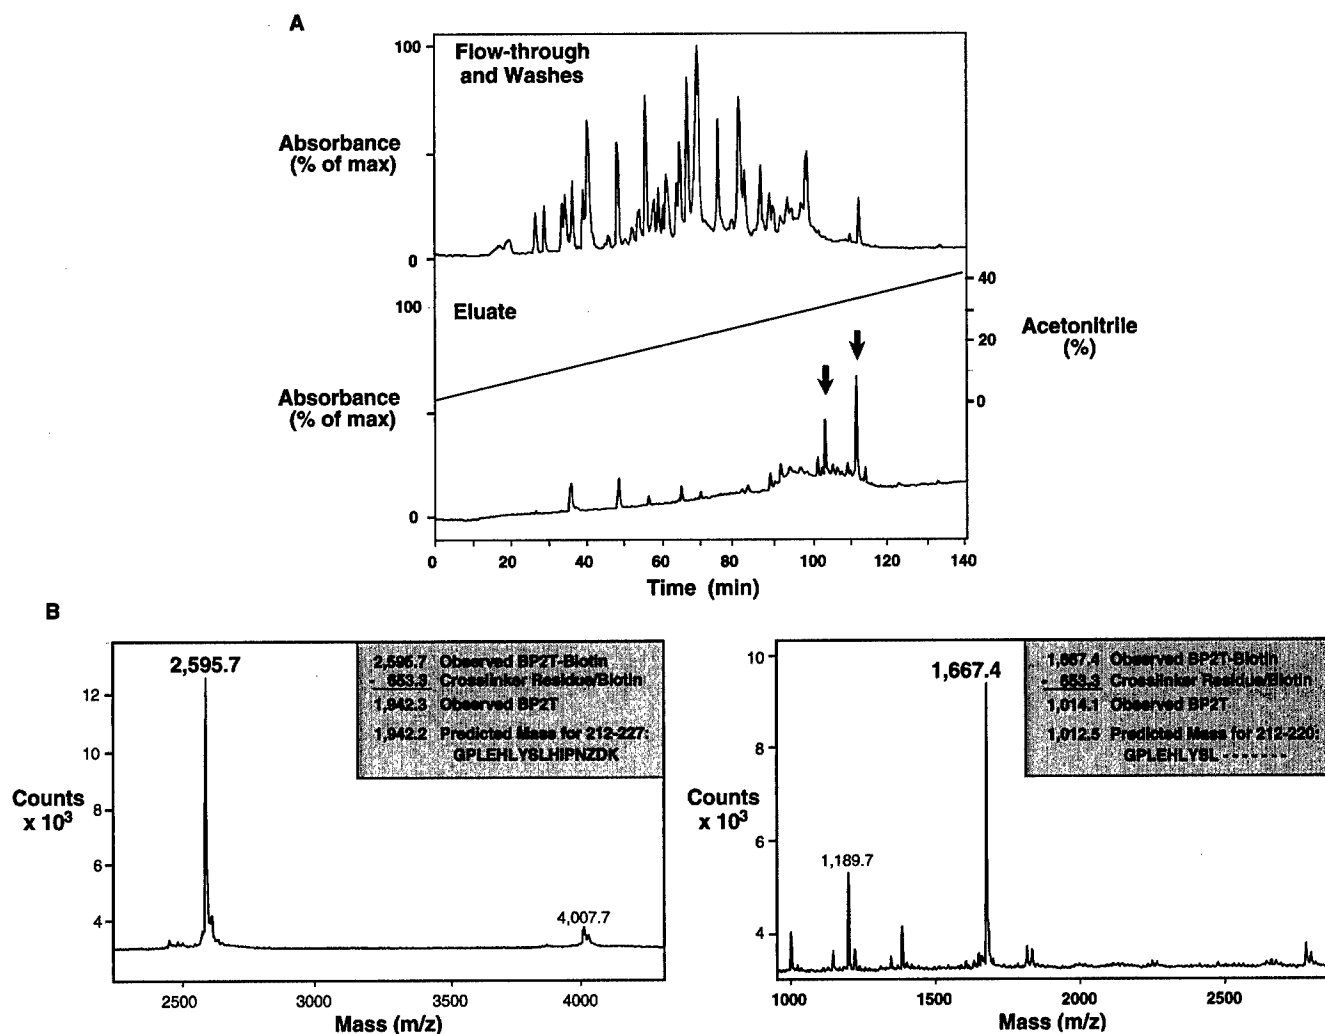 A
Flow-through
and Washes
100
Absorbance
(% of max)
0
100
Eluate
40
20
0
Acetonitrile
(%)
Absorbance
(% of max)
0
0 20 40 60 80 100 120 140
Time (min)
B
2,595.7
2,595.7 Observed BP2T-Biotin
- 653.3 Crosslinker Residue/Biotin
1,942.3 Observed BP2T
1,942.2 Predicted Mass for 212-227:
GPLEHLYSLHIPNZDK
12
10
8
6
4
Counts
x 10³
4,007.7
2500 3000 3500 4000
Mass (m/z)
1,667.4
1,667.4 Observed BP2T-Biotin
- 653.3 Crosslinker Residue/Biotin
1,014.1 Observed BP2T
1,012.5 Predicted Mass for 212-220:
GPLEHLYSL - - - - - - -
10
8
6
4
Counts
x 10³
1,189.7
1000 1500 2000 2500
Mass (m/z)